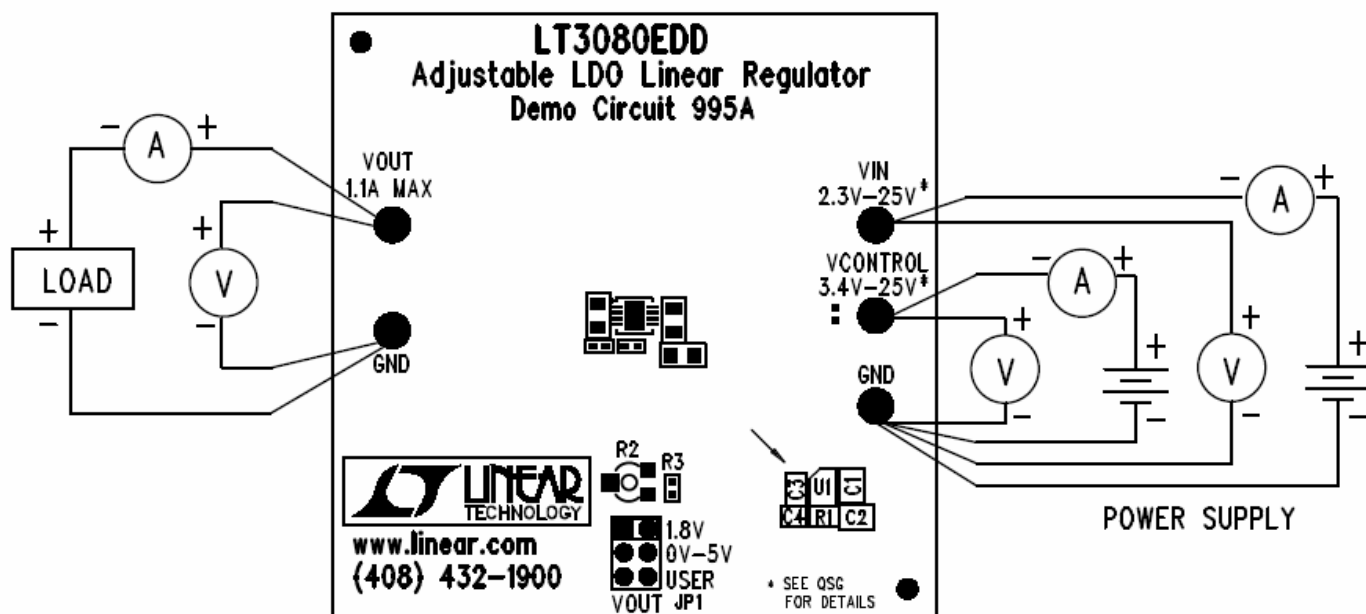 LT3080EDD
Adjustable LDO Linear Regulator
Demo Circuit 995A
- A +
VOUT
1.1A MAX
+
LOAD
-
+
V
-
GND
VIN
2.3V-25V*
- A +
VCONTROL
3.4V-25V*
- A +
GND
+
V
-
+
-
+
V
-
+
-
POWER SUPPLY
LINEAR
TECHNOLOGY
www.linear.com
(408) 432-1900
R2
R3
1.8V
0V-5V
USER
VOUT JP1
C3 U1 C1
C4 R1 C2
* SEE QSG
FOR DETAILS